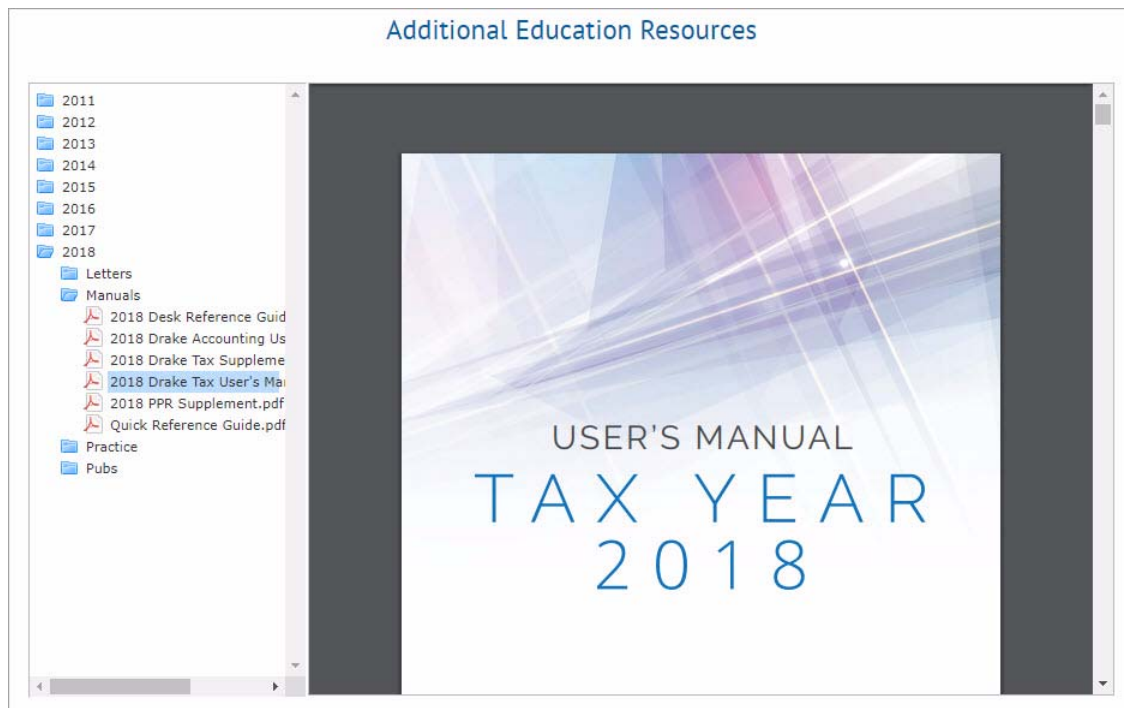 Additional Education Resources
2011
2012
2013
2014
2015
2016
2017
2018
Letters
Manuals
2018 Desk Reference Guid
2018 Drake Accounting Us
2018 Drake Tax Suppleme
2018 Drake Tax User's Ma
2018 PPR Supplement.pdf
Quick Reference Guide.pdf
Practice
Pubs
USER'S MANUAL
TAX YEAR
2018